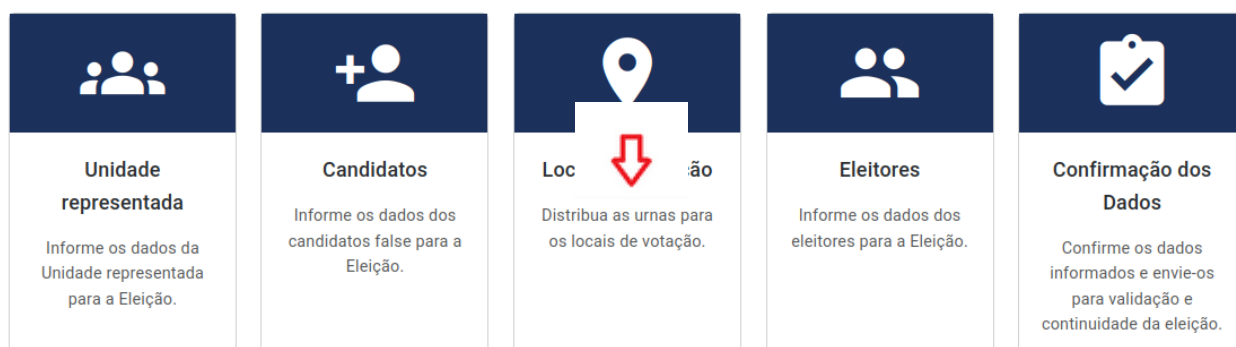 Unidade
representada
Informe os dados da
Unidade representada
para a Eleição.
Candidatos
Informe os dados dos
candidatos false para a
Eleição.
Distribua as urnas para
os locais de votação.
Eleitores
Informe os dados dos
eleitores para a Eleição.
Confirmação dos
Dados
Confirme os dados
informados e envie-os
para validação e
continuidade da eleição.